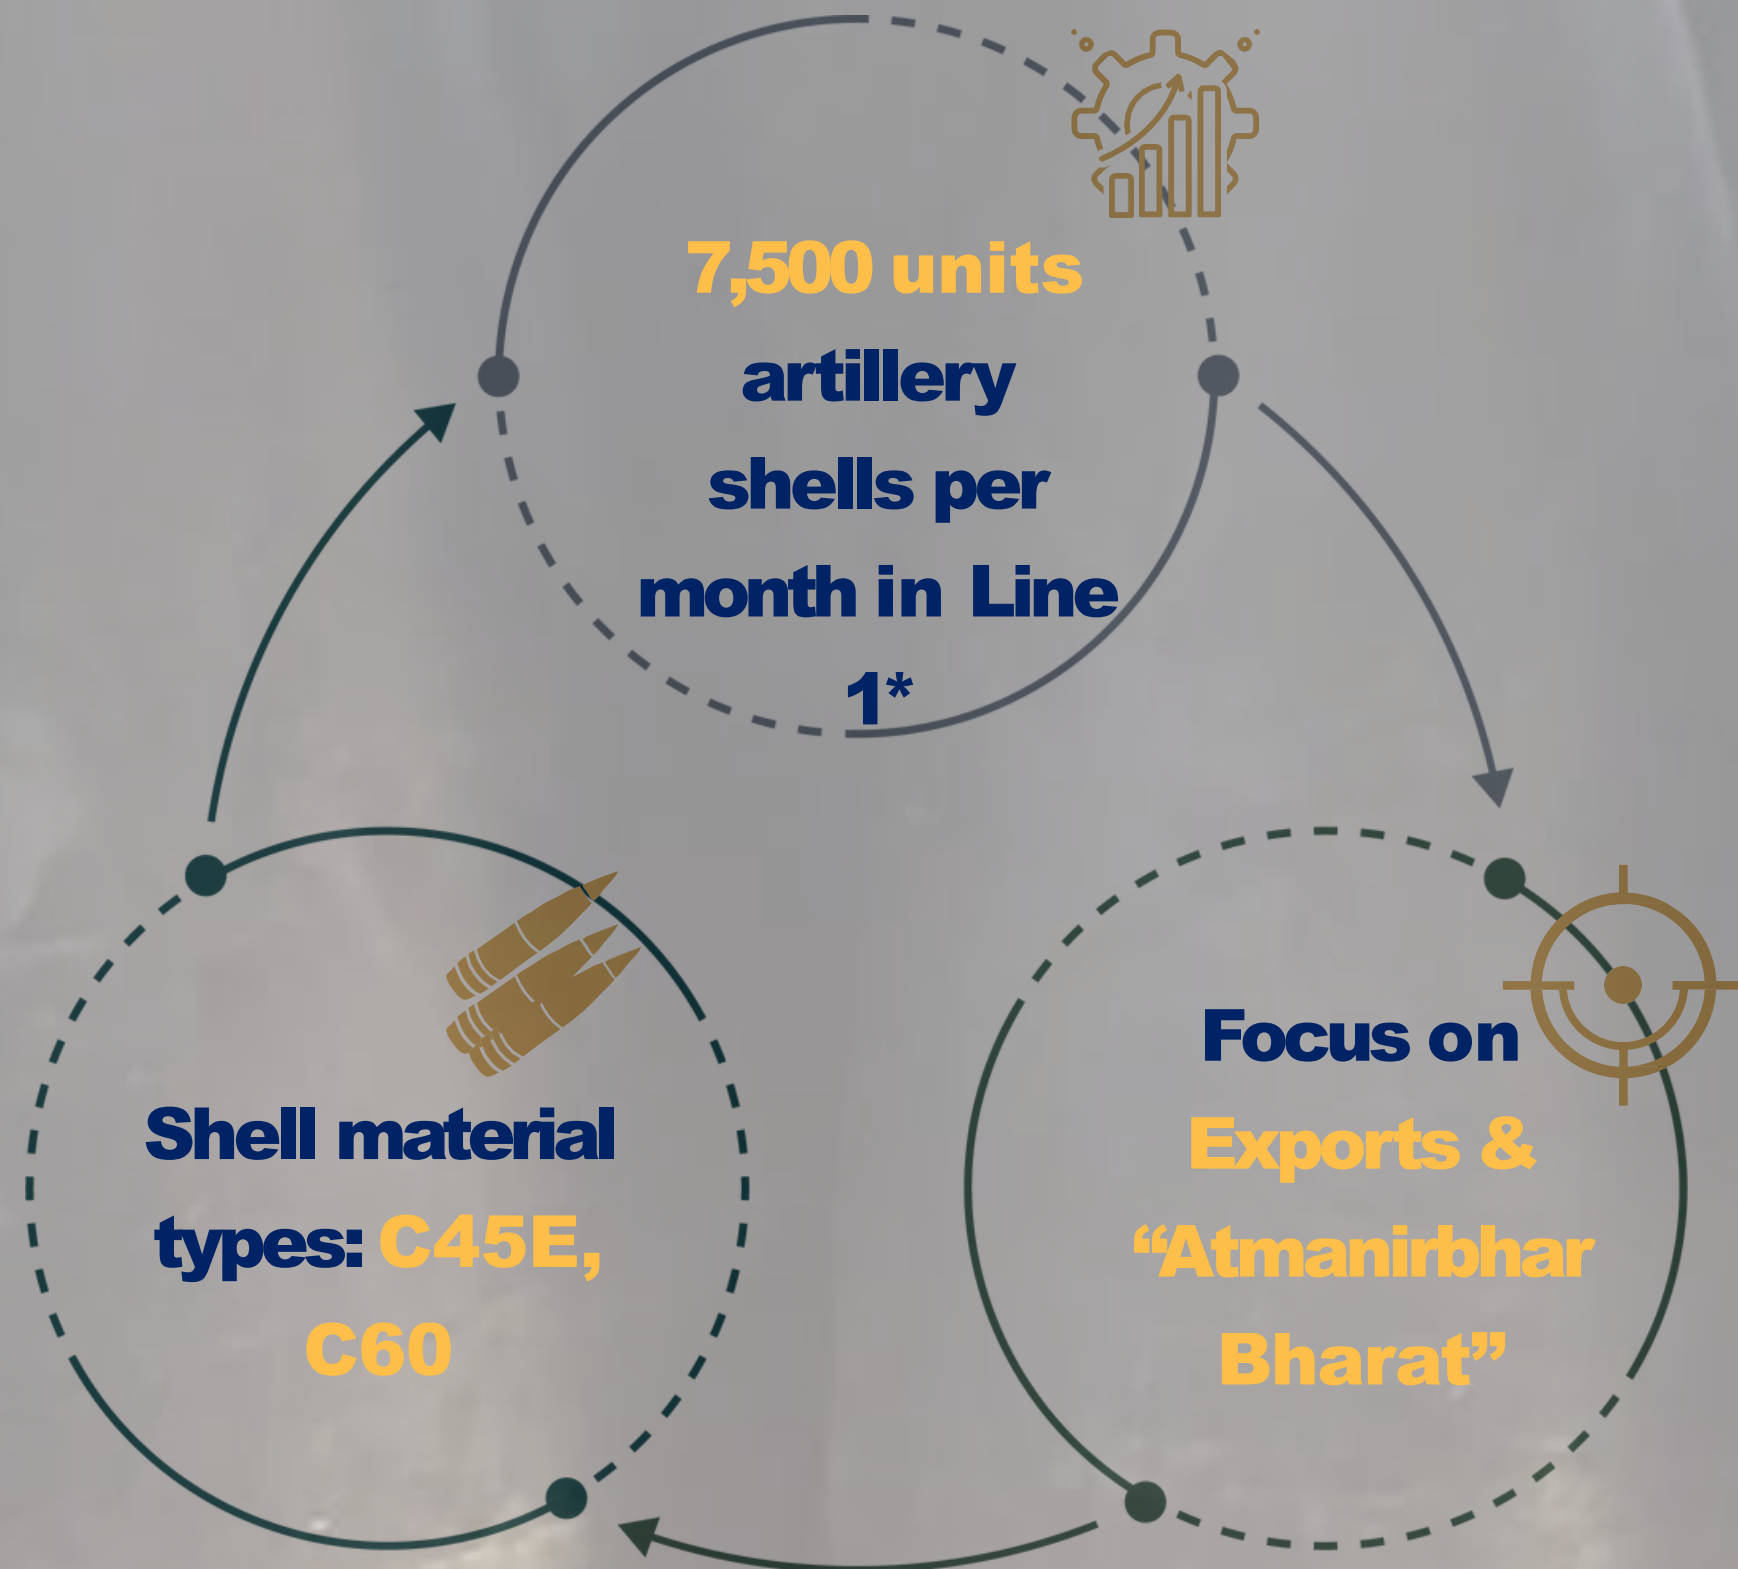 7,500 units
artillery
shells per
month in Line
1*
Focus on
Exports &
“Atmanirbhar
Bharat”
Shell material
types: C45E,
C60